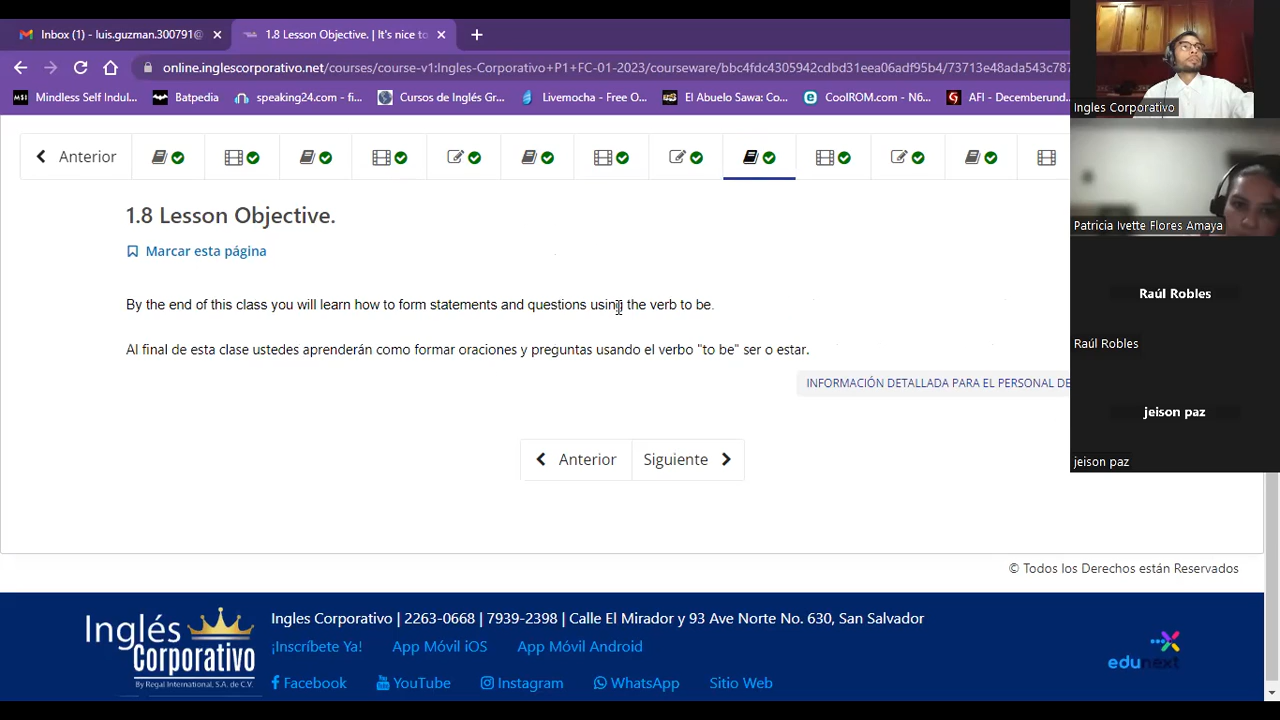 Inbox (1) - luis.guzman.300791@
1.8 Lesson Objective. | It's nice to
online.inglescorporativo.net/courses/course-v1:Ingles-Corporativo+P1+FC-01-2023/courseware/bbc4fdc4305942cdbd31eea06adf95b4/73713e48ada543c787
Mindless Self Indul...
Batpedia
speaking24.com - fi...
Cursos de Inglés Gr...
Livemocha - Free O...
El Abuelo Sawa: Co...
CoolROM.com - N6...
AFI - Decemberund...
Ingles Corporativo
Anterior
1.8 Lesson Objective.
Marcar esta página
Patricia Ivette Flores Amaya
By the end of this class you will learn how to form statements and questions using the verb to be.
Raúl Robles
Raúl Robles
Al final de esta clase ustedes aprenderán como formar oraciones y preguntas usando el verbo "to be" ser o estar.
INFORMACIÓN DETALLADA PARA EL PERSONAL DE
jeison paz
jeison paz
Anterior
Siguiente
© Todos los Derechos están Reservados
Inglés Corporativo
By Regal International, S.A. de C.V.
Ingles Corporativo | 2263-0668 | 7939-2398 | Calle El Mirador y 93 Ave Norte No. 630, San Salvador
¡Inscríbete Ya!
App Móvil iOS
App Móvil Android
edunext
Facebook
YouTube
Instagram
WhatsApp
Sitio Web